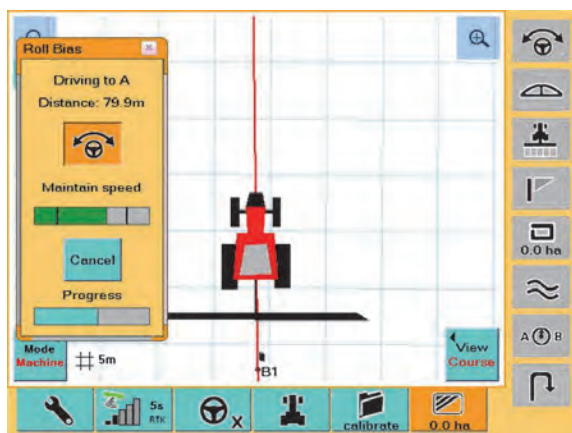 Roll Bias
Driving to A
Distance: 79.9m
Maintain speed
Cancel
Progress
Mode
Machine
5m
B1
View
Course
5s
RTK
X
calibrate
0.0 ha
0.0 ha
A B